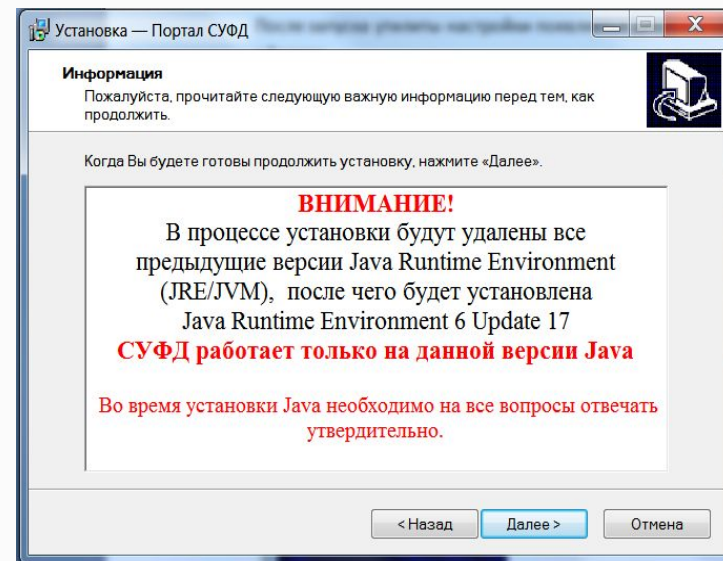 Установка — Портал СУФД
Информация
Пожалуйста, прочитайте следующую важную информацию перед тем, как
продолжить.
Когда Вы будете готовы продолжить установку, нажмите «Далее».
ВНИМАНИЕ!
В процессе установки будут удалены все
предыдущие версии Java Runtime Environment
(JRE/JVM), после чего будет установлена
Java Runtime Environment 6 Update 17
СУФД работает только на данной версии Java
Во время установки Java необходимо на все вопросы отвечать
утвердительно.
< Назад Далее > Отмена